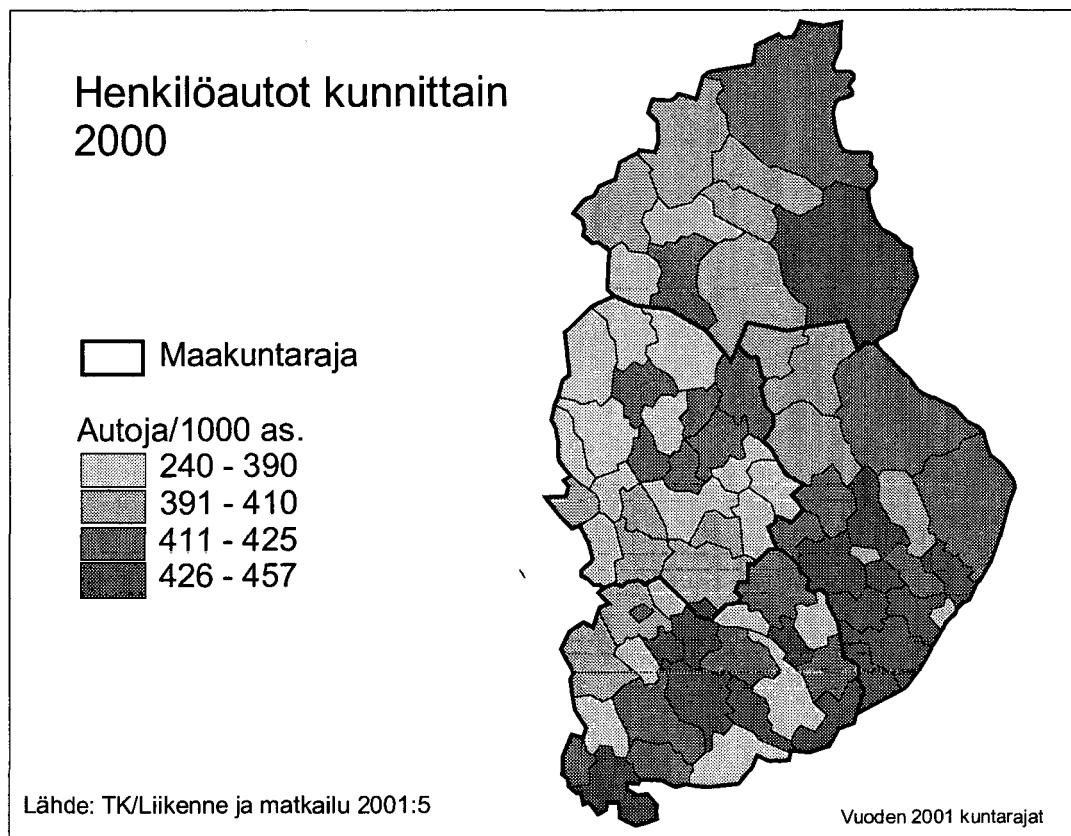 Henkilöautot kunnittain
2000
Maakuntaraja
Autoja/1000 as.
240 - 390
391 - 410
411 - 425
426 - 457
Lähde: TK/Liikenne ja matkailu 2001:5
Vuoden 2001 kuntarajat